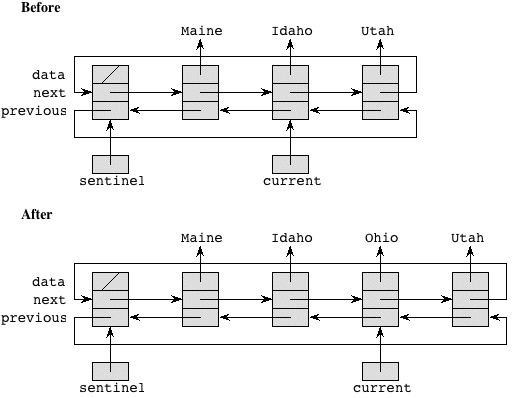 Before
Maine Idaho Utah
data
next
previous
sentinel current
After
Maine Idaho Ohio Utah
data
next
previous
sentinel current